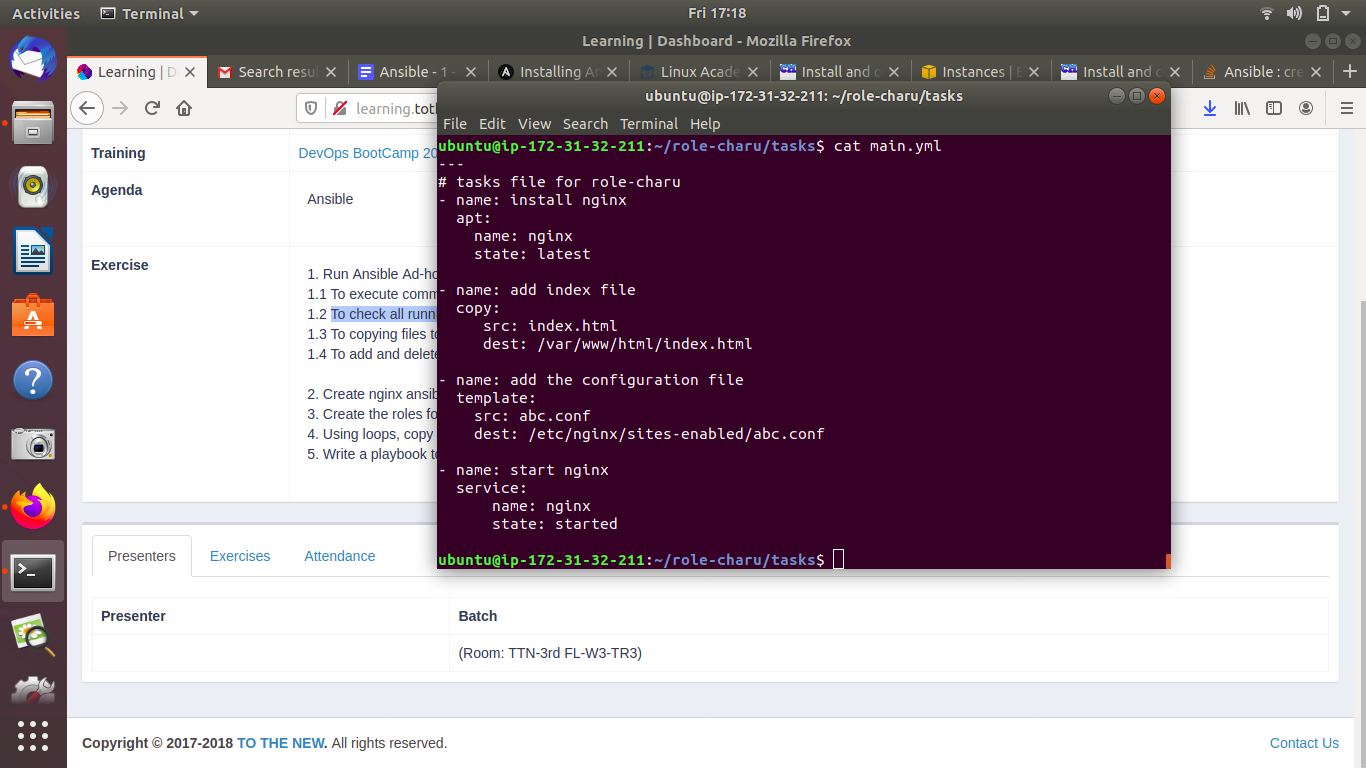 Activities
Terminal
Fri 17:18
Learning | Dashboard - Mozilla Firefox
Learning | D
Search resu
Ansible - 1 -
Installing An
Linux Acade
Install and c
Instances | E
Install and c
Ansible : cre
learning.toth
ubuntu@ip-172-31-32-211: ~/role-charu/tasks
File Edit View Search Terminal Help
ubuntu@ip-172-31-32-211:~/role-charu/tasks$ cat main.yml
---
# tasks file for role-charu
- name: install nginx
  apt:
    name: nginx
    state: latest
- name: add index file
  copy:
     src: index.html
     dest: /var/www/html/index.html
- name: add the configuration file
  template:
    src: abc.conf
    dest: /etc/nginx/sites-enabled/abc.conf
- name: start nginx
  service:
      name: nginx
      state: started
ubuntu@ip-172-31-32-211:~/role-charu/tasks$
Training
DevOps BootCamp 20
Agenda
Ansible
Exercise
1. Run Ansible Ad-ho
1.1 To execute comm
1.2 To check all runni
1.3 To copying files to
1.4 To add and delete
2. Create nginx ansib
3. Create the roles fo
4. Using loops, copy
5. Write a playbook to
Presenters
Exercises
Attendance
Presenter
Batch
(Room: TTN-3rd FL-W3-TR3)
Copyright © 2017-2018 TO THE NEW. All rights reserved.
Contact Us